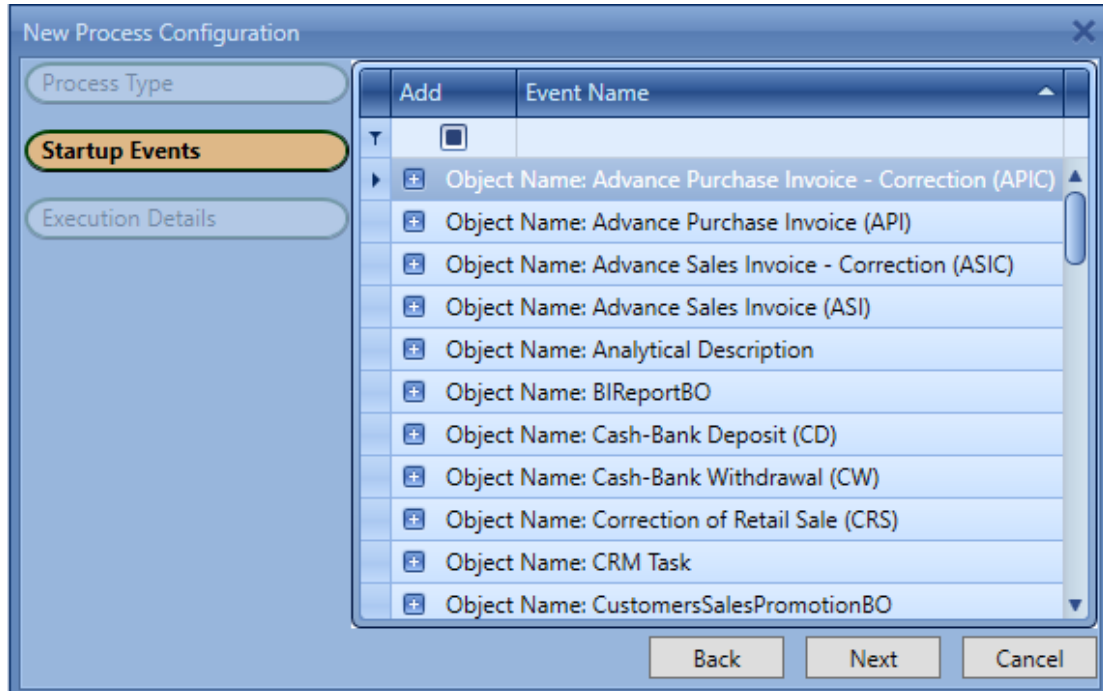 New Process Configuration
Process Type
Startup Events
Execution Details
Add Event Name
Object Name: Advance Purchase Invoice - Correction (APIC)
Object Name: Advance Purchase Invoice (API)
Object Name: Advance Sales Invoice - Correction (ASIC)
Object Name: Advance Sales Invoice (ASI)
Object Name: Analytical Description
Object Name: BIReportBO
Object Name: Cash-Bank Deposit (CD)
Object Name: Cash-Bank Withdrawal (CW)
Object Name: Correction of Retail Sale (CRS)
Object Name: CRM Task
Object Name: CustomersSalesPromotionBO
Back Next Cancel